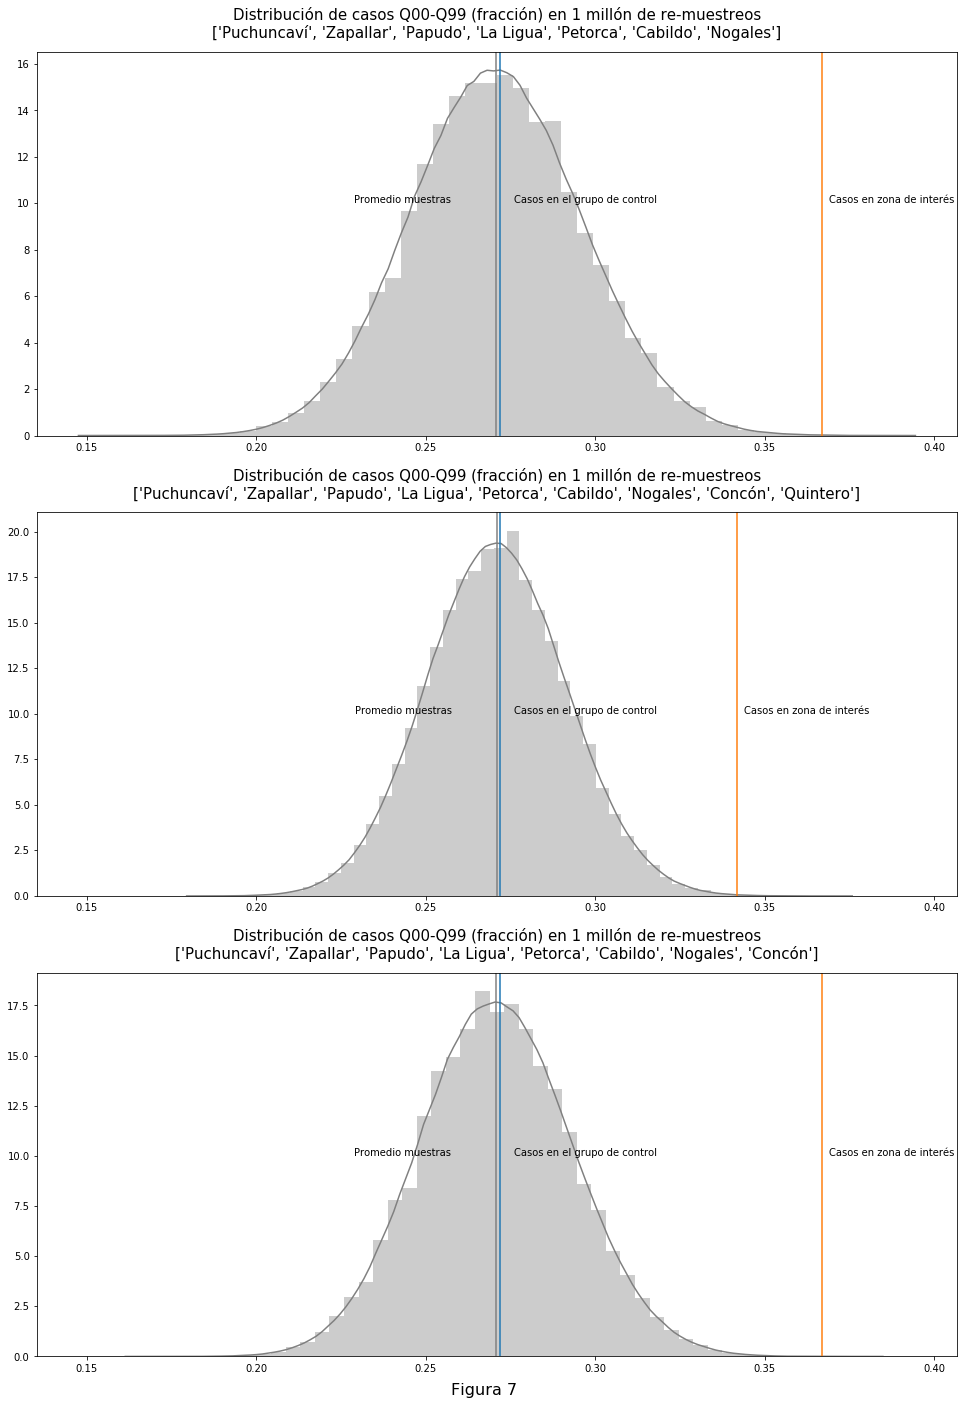 Distribución de casos Q00-Q99 (fracción) en 1 millón de re-muestreos
['Puchuncaví', 'Zapallar', 'Papudo', 'La Ligua', 'Petorca', 'Cabildo', 'Nogales']
16
14
12
10
8
6
4
2
0
Promedio muestras
Casos en el grupo de control
Casos en zona de interés
0.15 0.20 0.25 0.30 0.35 0.40
Distribución de casos Q00-Q99 (fracción) en 1 millón de re-muestreos
['Puchuncaví', 'Zapallar', 'Papudo', 'La Ligua', 'Petorca', 'Cabildo', 'Nogales', 'Concón', 'Quintero']
20.0
17.5
15.0
12.5
10.0
7.5
5.0
2.5
0.0
Promedio muestras
Casos en el grupo de control
Casos en zona de interés
0.15 0.20 0.25 0.30 0.35 0.40
Distribución de casos Q00-Q99 (fracción) en 1 millón de re-muestreos
['Puchuncaví', 'Zapallar', 'Papudo', 'La Ligua', 'Petorca', 'Cabildo', 'Nogales', 'Concón']
17.5
15.0
12.5
10.0
7.5
5.0
2.5
0.0
Promedio muestras
Casos en el grupo de control
Casos en zona de interés
0.15 0.20 0.25 0.30 0.35 0.40
Figura 7